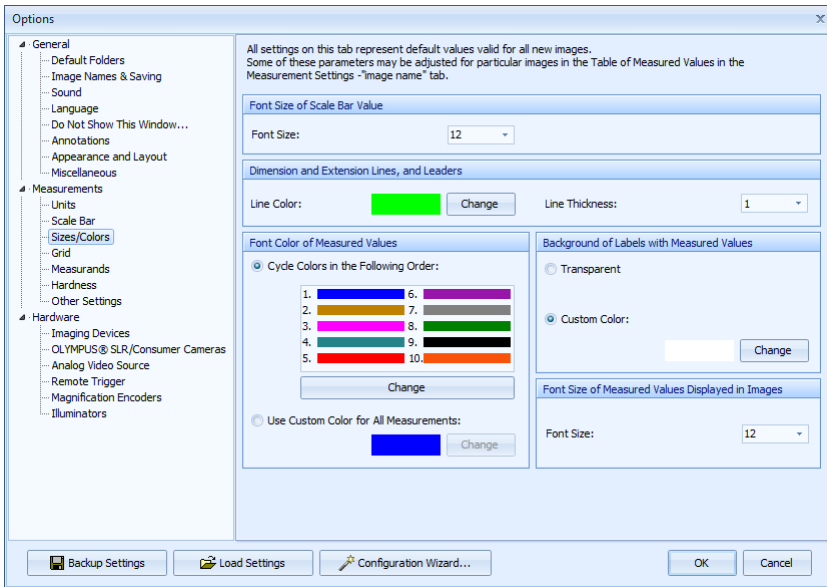 Options
x
General
Default Folders
Image Names & Saving
Sound
Language
Do Not Show This Window...
Annotations
Appearance and Layout
Miscellaneous
Measurements
Units
Scale Bar
Sizes/Colors
Grid
Measurands
Hardness
Other Settings
Hardware
Imaging Devices
OLYMPUS® SLR/Consumer Cameras
Analog Video Source
Remote Trigger
Magnification Encoders
Illuminators
All settings on this tab represent default values valid for all new images.
Some of these parameters may be adjusted for particular images in the Table of Measured Values in the
Measurement Settings -"image name" tab.
Font Size of Scale Bar Value
Font Size: 12
Dimension and Extension Lines, and Leaders
Line Color: Change Line Thickness: 1
Font Color of Measured Values
Cycle Colors in the Following Order:
1. 6.
2. 7.
3. 8.
4. 9.
5. 10.
Change
Use Custom Color for All Measurements:
Change
Background of Labels with Measured Values
Transparent
Custom Color:
Change
Font Size of Measured Values Displayed in Images
Font Size: 12
Backup Settings Load Settings Configuration Wizard... OK Cancel